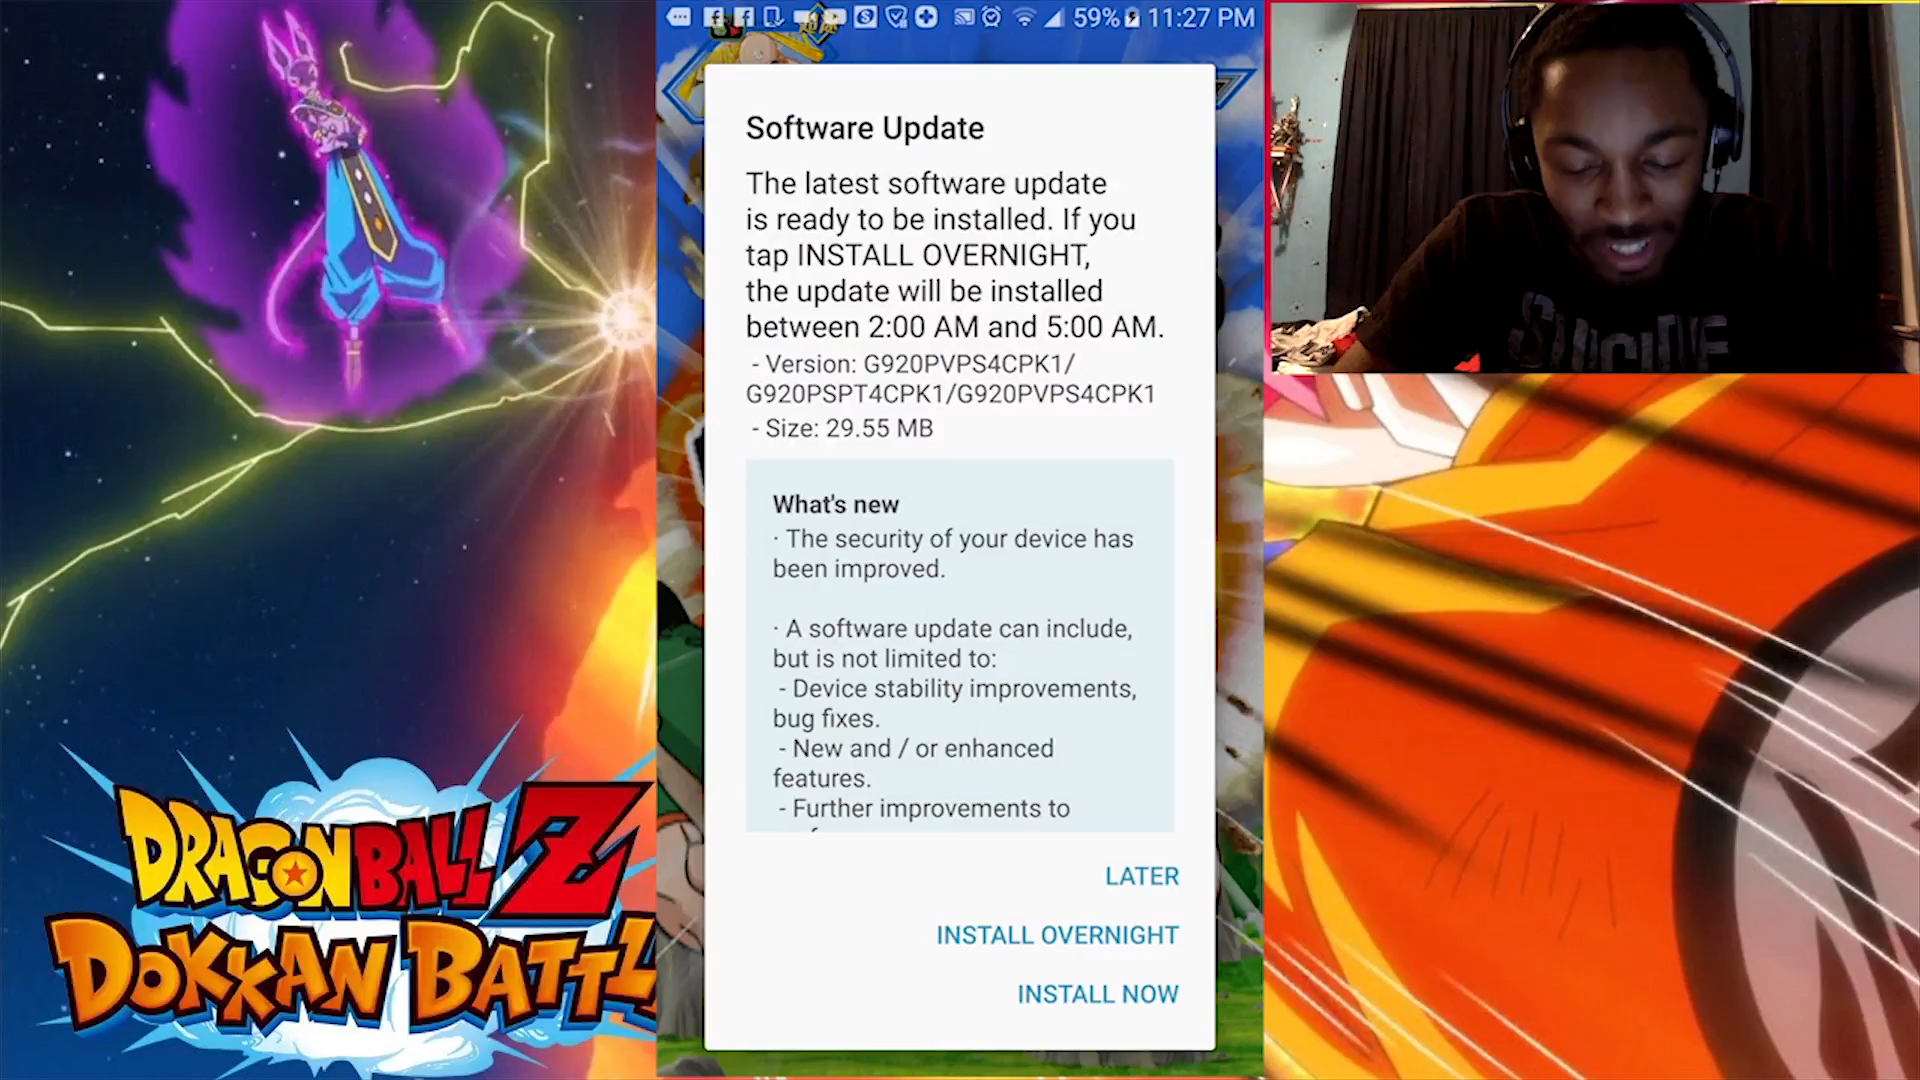 59% 11:27 PM
Software Update
The latest software update
is ready to be installed. If you
tap INSTALL OVERNIGHT,
the update will be installed
between 2:00 AM and 5:00 AM.
- Version: G920PVPS4CPK1/
G920PSPT4CPK1/G920PVPS4CPK1
- Size: 29.55 MB
What's new
· The security of your device has
been improved.
· A software update can include,
but is not limited to:
- Device stability improvements,
bug fixes.
- New and / or enhanced
features.
- Further improvements to
LATER
INSTALL OVERNIGHT
INSTALL NOW
DRAGON BALL Z
DOKKAN BATTL
SUICIDE